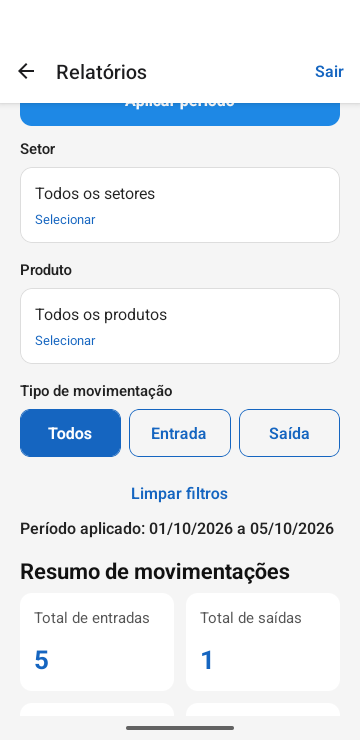 Relatórios
Sair
Aplicar período
Setor
Todos os setores
Selecionar
Produto
Todos os produtos
Selecionar
Tipo de movimentação
Todos
Entrada
Saída
Limpar filtros
Período aplicado: 01/10/2026 a 05/10/2026
Resumo de movimentações
Total de entradas
Total de saídas
5
1